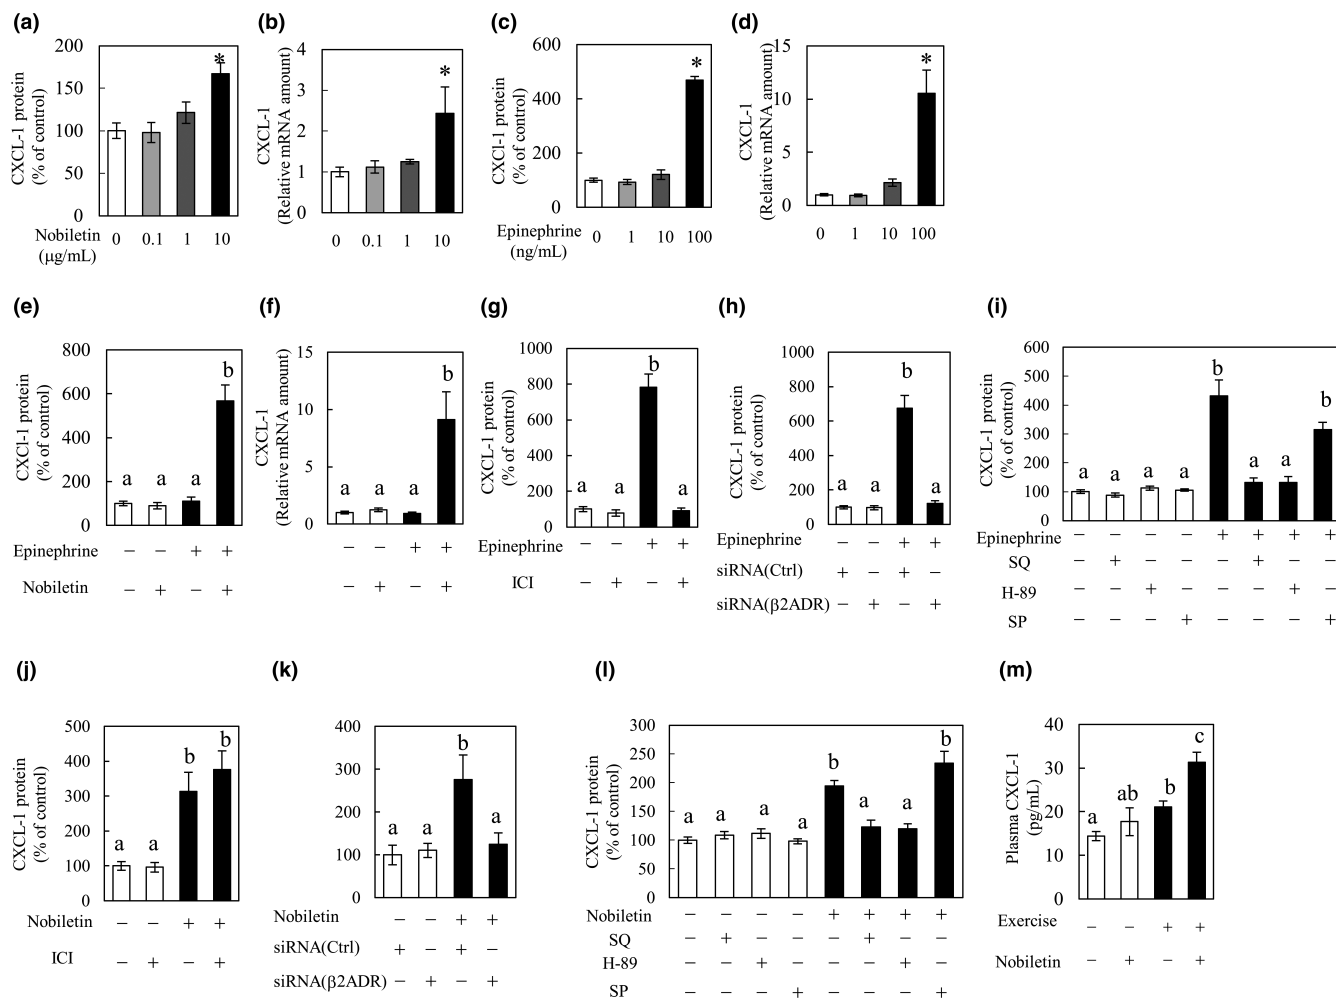 (a)
CXCL-1 protein
(% of control)
200
150
100
50
0
*
Nobiletin
(μg/mL)
0 0.1 1 10
(b)
CXCL-1
(Relative mRNA amount)
4
3
2
1
0
*
0 0.1 1 10
(c)
CXCl-1 protein
(% of control)
600
400
200
0
*
Epinephrine
(ng/mL)
0 1 10 100
(d)
CXCL-1
(Relative mRNA amount)
15
10
5
0
*
0 1 10 100
(e)
CXCl-1 protein
(% of control)
800
600
400
200
0
a a a b
Epinephrine − − + +
Nobiletin − + − +
(f)
CXCL-1
(Relative mRNA amount)
15
10
5
0
a a a b
− − + +
− + − +
(g)
CXCL-1 protein
(% of control)
1000
800
600
400
200
0
a a b a
Epinephrine − − + +
ICI − + − +
(h)
CXCL-1 protein
(% of control)
1000
800
600
400
200
0
a a b a
Epinephrine − − + +
siRNA(Ctrl) + − + −
siRNA(β2ADR) − + − +
(i)
CXCL-1 protein
(% of control)
600
500
400
300
200
100
0
a a a a b a a b
Epinephrine − − − − + + + +
SQ − + − − − + − −
H-89 − − + − − − + −
SP − − − + − − − +
(j)
CXCL-1 protein
(% of control)
500
400
300
200
100
0
a a b b
Nobiletin − − + +
ICI − + − +
(k)
400
300
200
100
0
a a b a
Nobiletin − − + +
siRNA(Ctrl) + − + −
siRNA(β2ADR) − + − +
(l)
CXCL-1 protein
(% of control)
300
250
200
150
100
50
0
a a a a b a a b
Nobiletin − − − − + + + +
SQ − + − − − + − −
H-89 − − + − − − + −
SP − − − + − − − +
(m)
Plasma CXCL-1
(pg/mL)
40
30
20
10
0
a ab b c
Exercise − − + +
Nobiletin − + − +